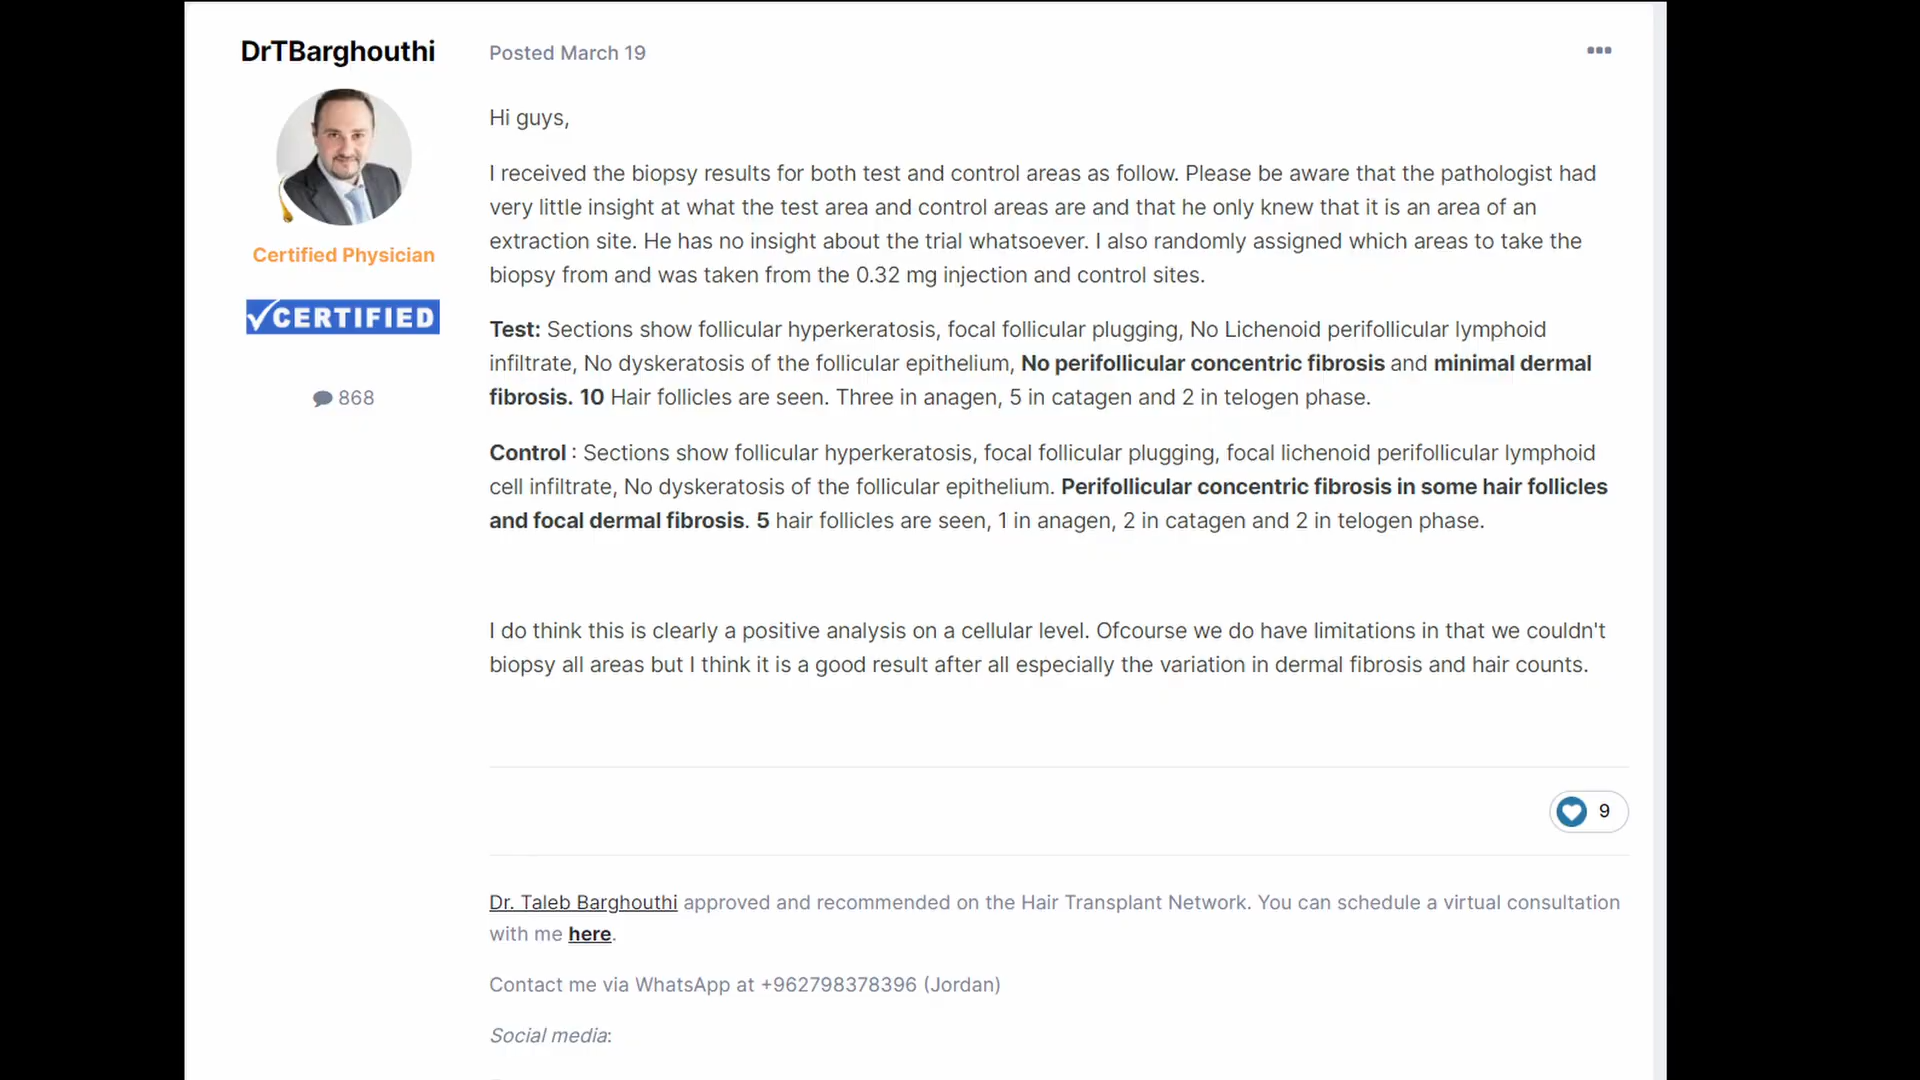 DrTBarghouthi
Posted March 19
Certified Physician
CERTIFIED
868
Hi guys,
I received the biopsy results for both test and control areas as follow. Please be aware that the pathologist had
very little insight at what the test area and control areas are and that he only knew that it is an area of an
extraction site. He has no insight about the trial whatsoever. I also randomly assigned which areas to take the
biopsy from and was taken from the 0.32 mg injection and control sites.
Test: Sections show follicular hyperkeratosis, focal follicular plugging, No Lichenoid perifollicular lymphoid
infiltrate, No dyskeratosis of the follicular epithelium, No perifollicular concentric fibrosis and minimal dermal
fibrosis. 10 Hair follicles are seen. Three in anagen, 5 in catagen and 2 in telogen phase.
Control : Sections show follicular hyperkeratosis, focal follicular plugging, focal lichenoid perifollicular lymphoid
cell infiltrate, No dyskeratosis of the follicular epithelium. Perifollicular concentric fibrosis in some hair follicles
and focal dermal fibrosis. 5 hair follicles are seen, 1 in anagen, 2 in catagen and 2 in telogen phase.
I do think this is clearly a positive analysis on a cellular level. Ofcourse we do have limitations in that we couldn't
biopsy all areas but I think it is a good result after all especially the variation in dermal fibrosis and hair counts.
9
Dr. Taleb Barghouthi approved and recommended on the Hair Transplant Network. You can schedule a virtual consultation
with me here.
Contact me via WhatsApp at +962798378396 (Jordan)
Social media: